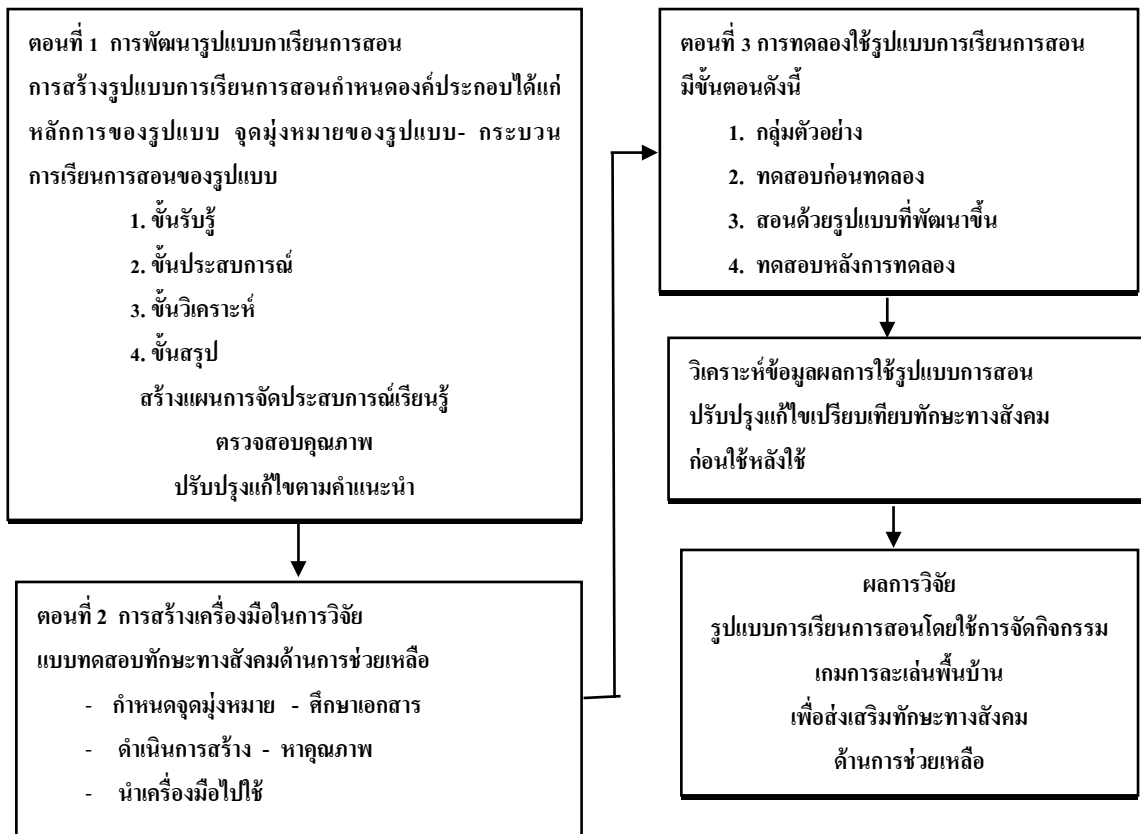 ตอนที่ 1  การพัฒนารูปแบบกาเรียนการสอน
การสร้างรูปแบบการเรียนการสอนกำหนดองค์ประกอบได้แก่
หลักการของรูปแบบ จุดมุ่งหมายของรูปแบบ- กระบวน
การเรียนการสอนของรูปแบบ
1. ขั้นรับรู้
2. ขั้นประสบการณ์
3. ขั้นวิเคราะห์
4. ขั้นสรุป
สร้างแผนการจัดประสบการณ์เรียนรู้
ตรวจสอบคุณภาพ
ปรับปรุงแก้ไขตามคำแนะนำ
ตอนที่ 2  การสร้างเครื่องมือในการวิจัย
แบบทดสอบทักษะทางสังคมด้านการช่วยเหลือ
- กำหนดจุดมุ่งหมาย  - ศึกษาเอกสาร
- ดำเนินการสร้าง - หาคุณภาพ
- นำเครื่องมือไปใช้
ตอนที่ 3 การทดลองใช้รูปแบบการเรียนการสอน
มีขั้นตอนดังนี้
1. กลุ่มตัวอย่าง
2. ทดสอบก่อนทดลอง
3. สอนด้วยรูปแบบที่พัฒนาขึ้น
4. ทดสอบหลังการทดลอง
วิเคราะห์ข้อมูลผลการใช้รูปแบบการสอน
ปรับปรุงแก้ไขเปรียบเทียบทักษะทางสังคม
ก่อนใช้หลังใช้
ผลการวิจัย
รูปแบบการเรียนการสอนโดยใช้การจัดกิจกรรม
เกมการละเล่นพื้นบ้าน
เพื่อส่งเสริมทักษะทางสังคม
ด้านการช่วยเหลือ